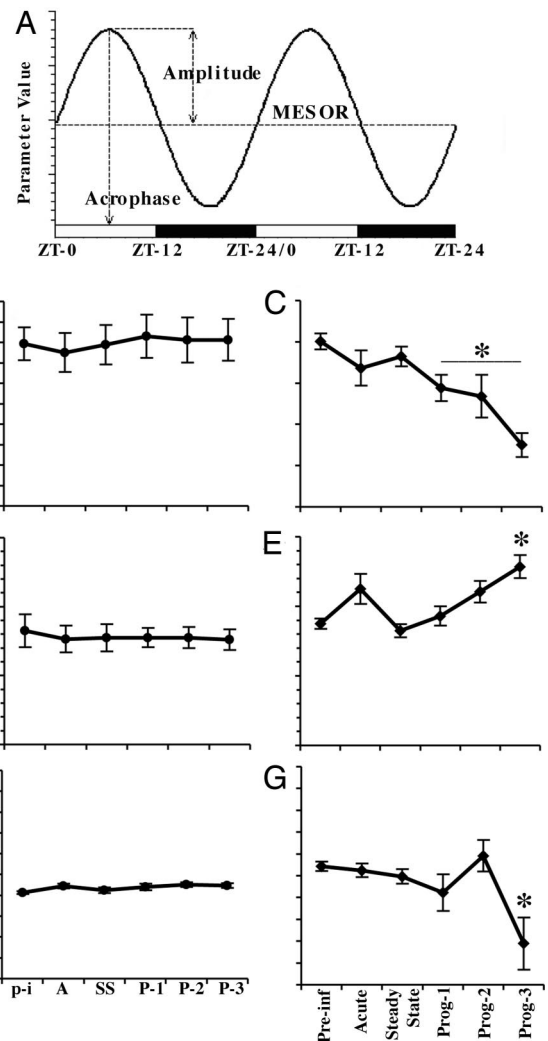 A
Parameter Value
Amplitude
MESOR
Acrophase
ZT-0 ZT-12 ZT-24/0 ZT-12 ZT-24
C
*
E
*
G
*
p-i A SS P-1 P-2 P-3
Pre-inf
Acute
Steady
State
Prog-1
Prog-2
Prog-3